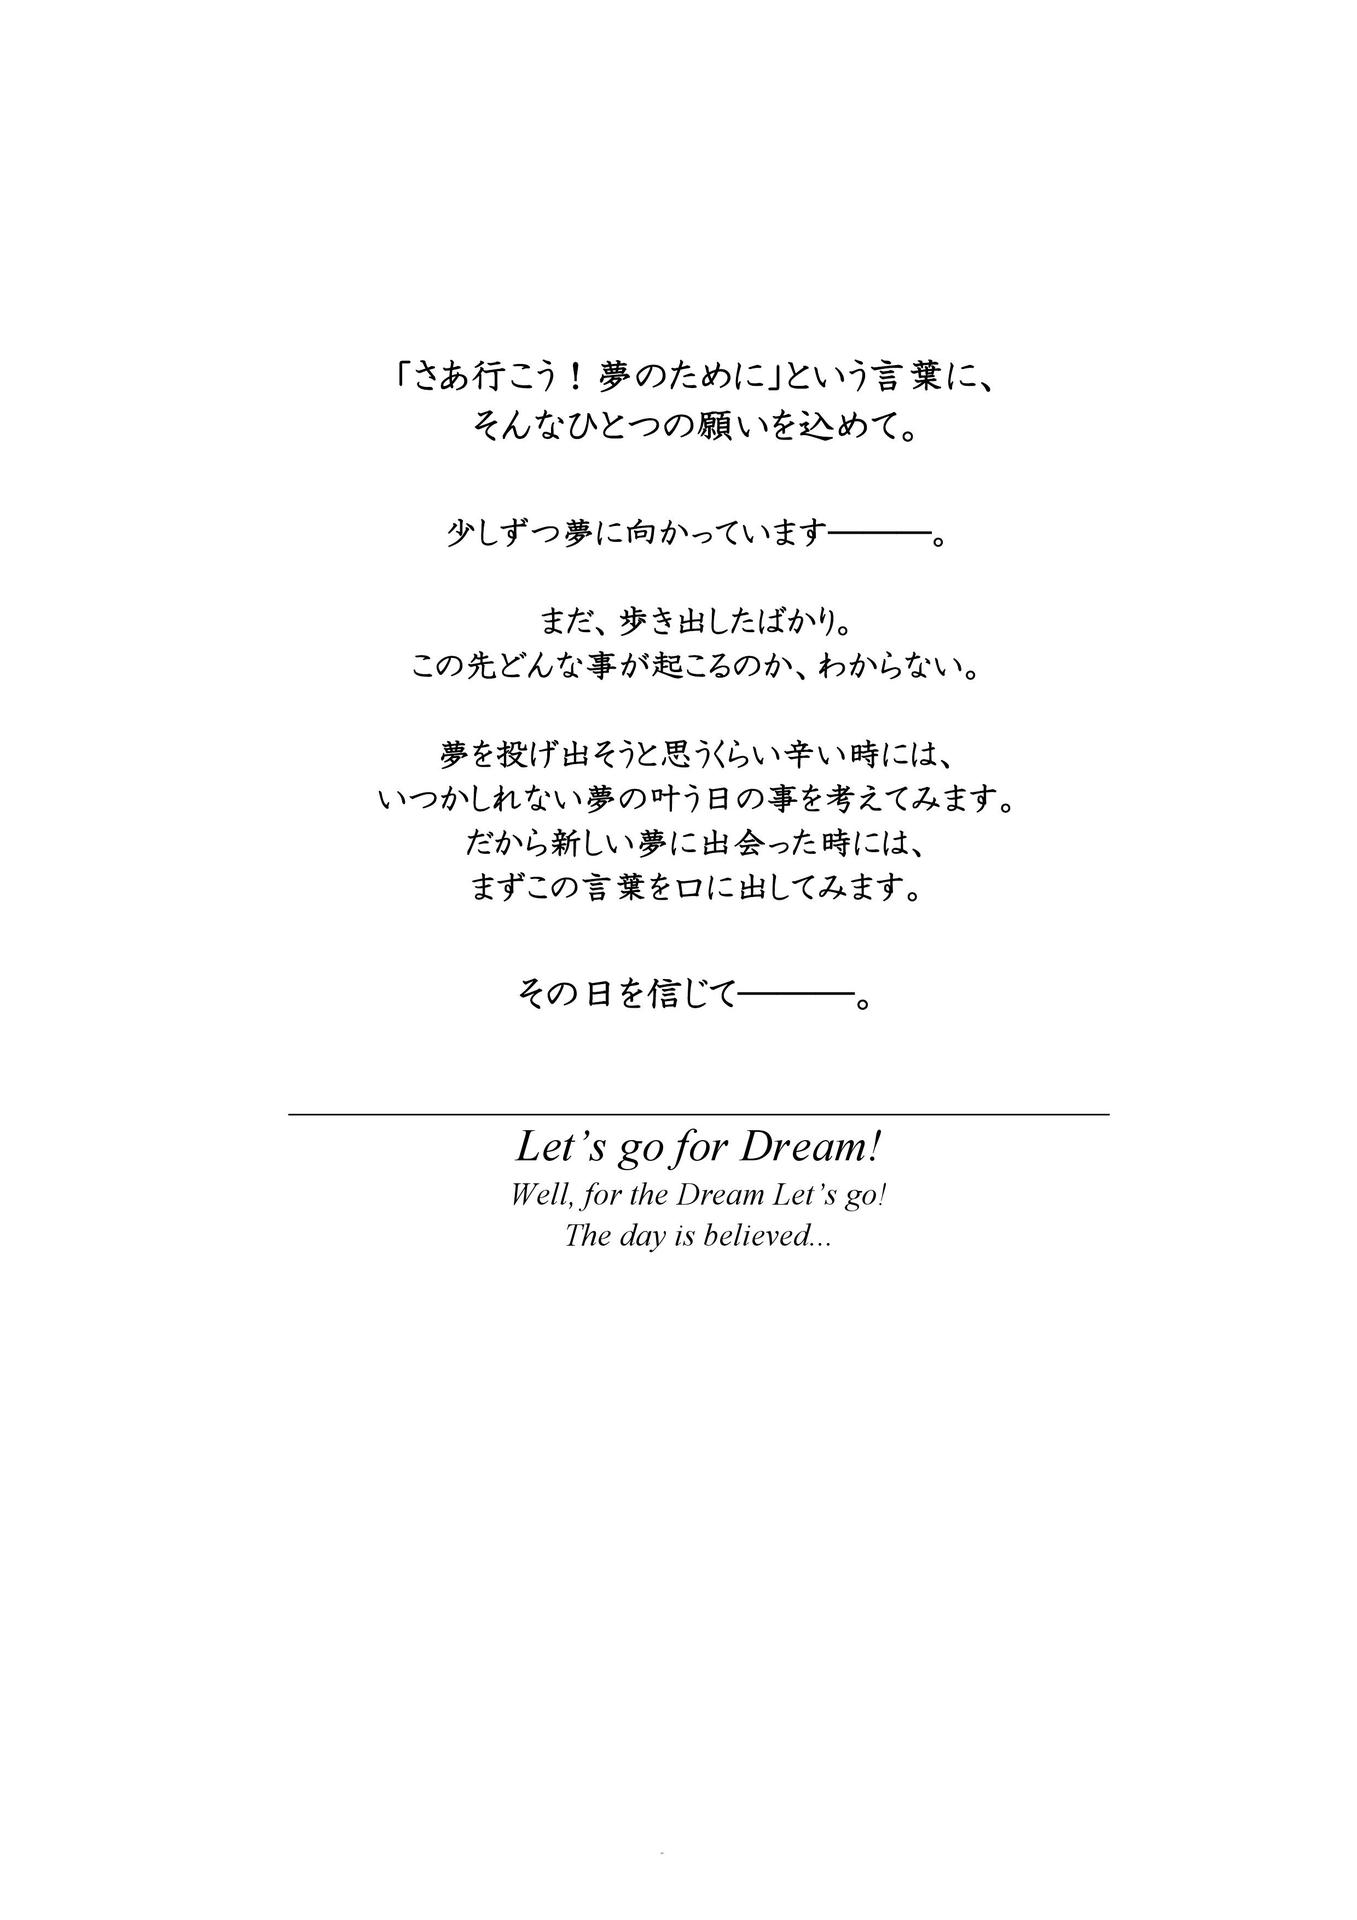 「さあ行こう！夢のために」という言葉に、
そんなひとつの願いを込めて。
少しずつ夢に向かっています―――。
まだ、歩き出したばかり。
この先どんな事が起こるのか、わからない。
夢を投げ出そうと思うくらい辛い時には、
いつかしれない夢の叶う日の事を考えてみます。
だから新しい夢に出会った時には、
まずこの言葉を口に出してみます。
その日を信じて―――。
Let’s go for Dream!
Well, for the Dream Let’s go!
The day is believed...